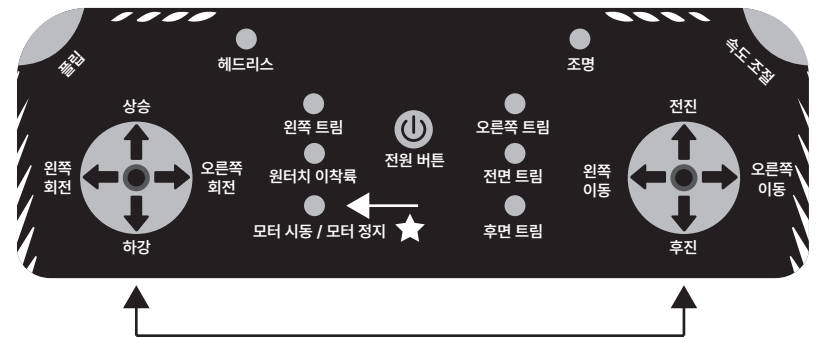 플립
헤드리스
조명
속도 조절
상승
왼쪽 트림
오른쪽 트림
전진
전원 버튼
왼쪽
회전
오른쪽
회전
원터치 이착륙
전면 트림
왼쪽
이동
오른쪽
이동
모터 시동 / 모터 정지
후면 트림
하강
후진